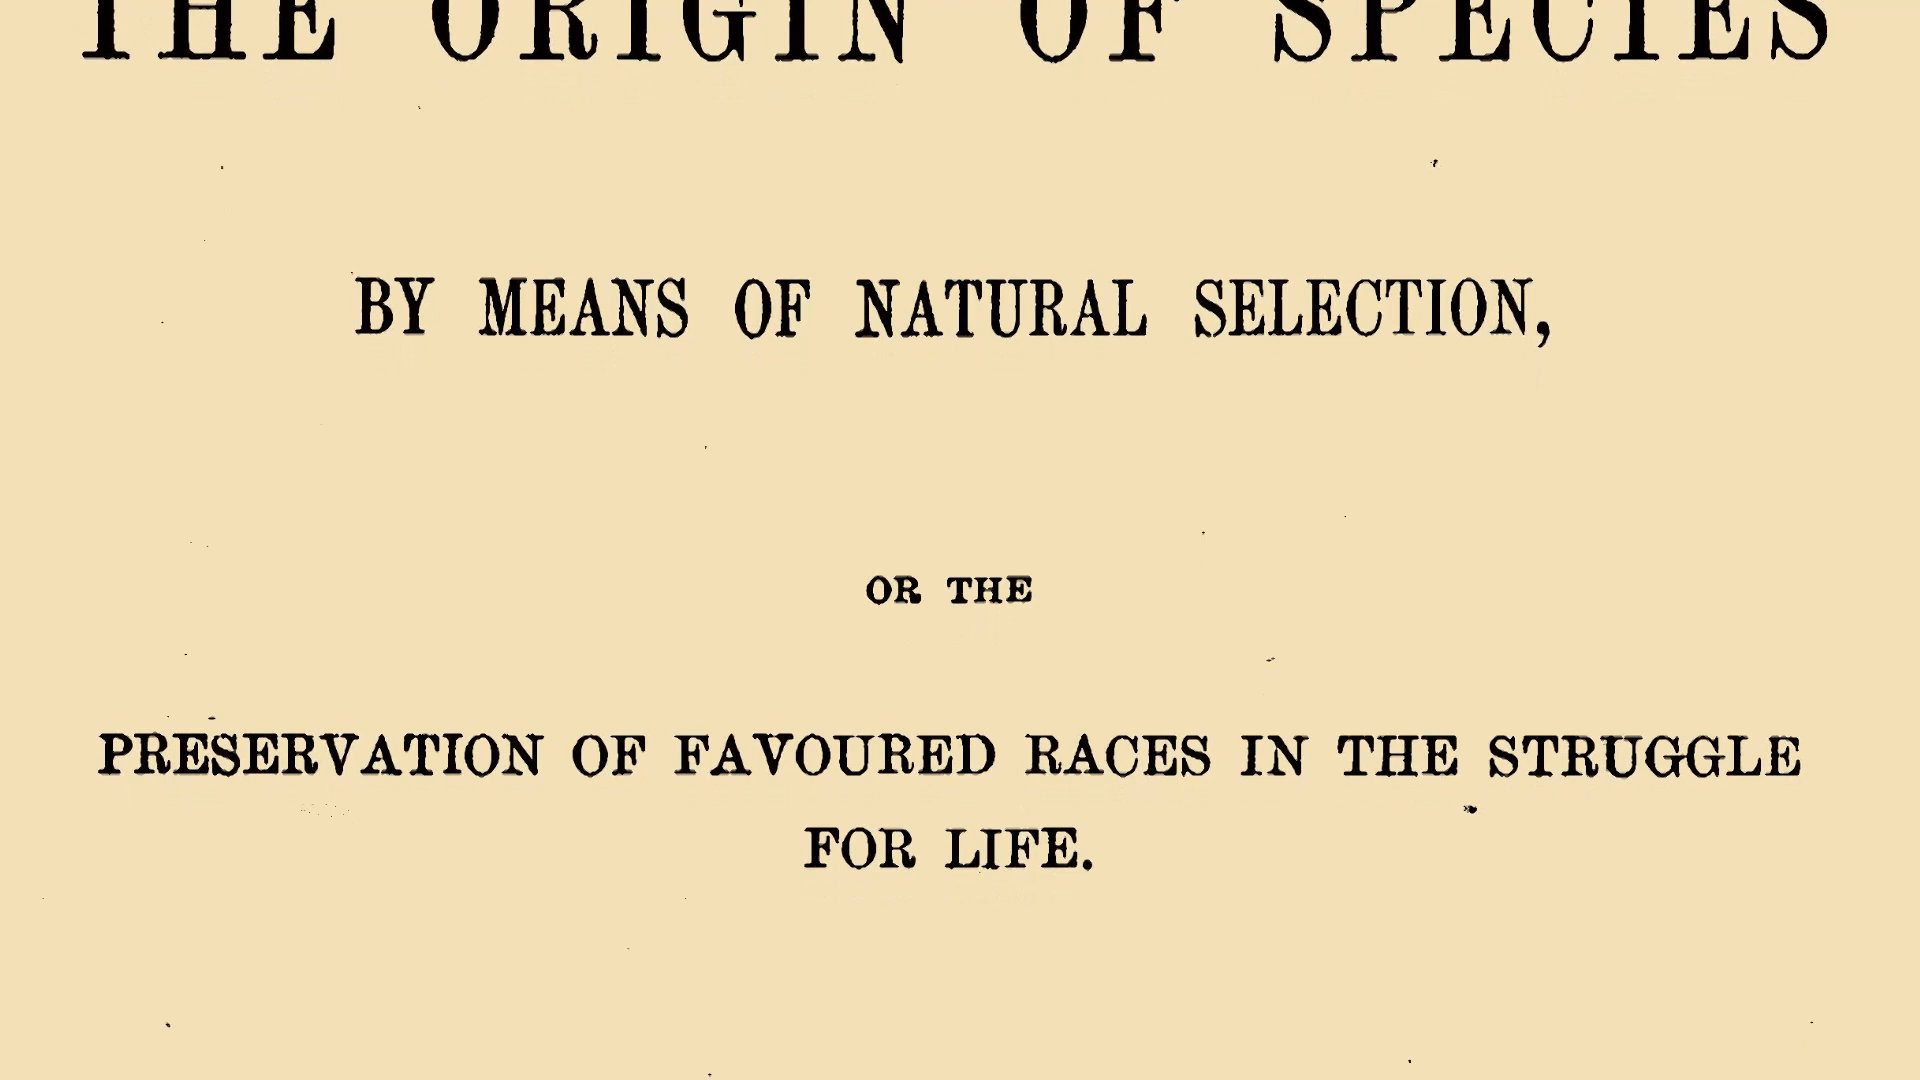 THE ORIGIN OF SPECIES
BY MEANS OF NATURAL SELECTION,
OR THE
PRESERVATION OF FAVOURED RACES IN THE STRUGGLE
FOR LIFE.